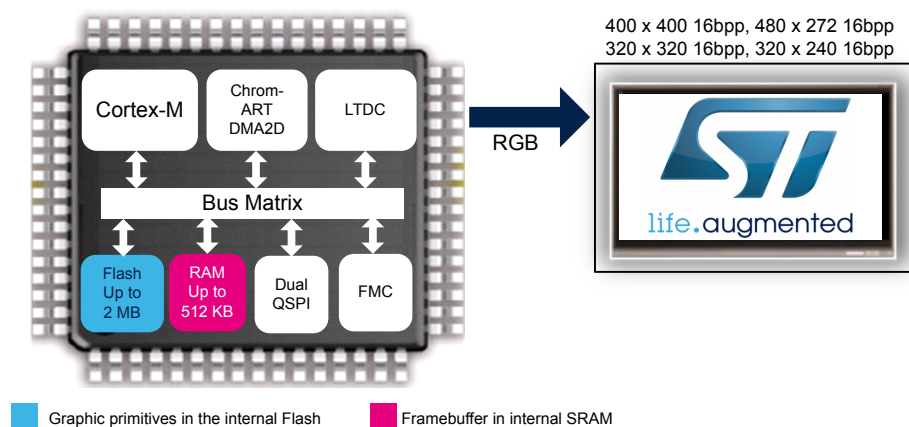 400 x 400 16bpp, 480 x 272 16bpp
320 x 320 16bpp, 320 x 240 16bpp
Cortex-M
Chrom-
ART
DMA2D
LTDC
RGB
ST
life.augmented
Bus Matrix
Flash
Up to
2 MB
RAM
Up to
512 KB
Dual
QSPI
FMC
Graphic primitives in the internal Flash
Framebuffer in internal SRAM